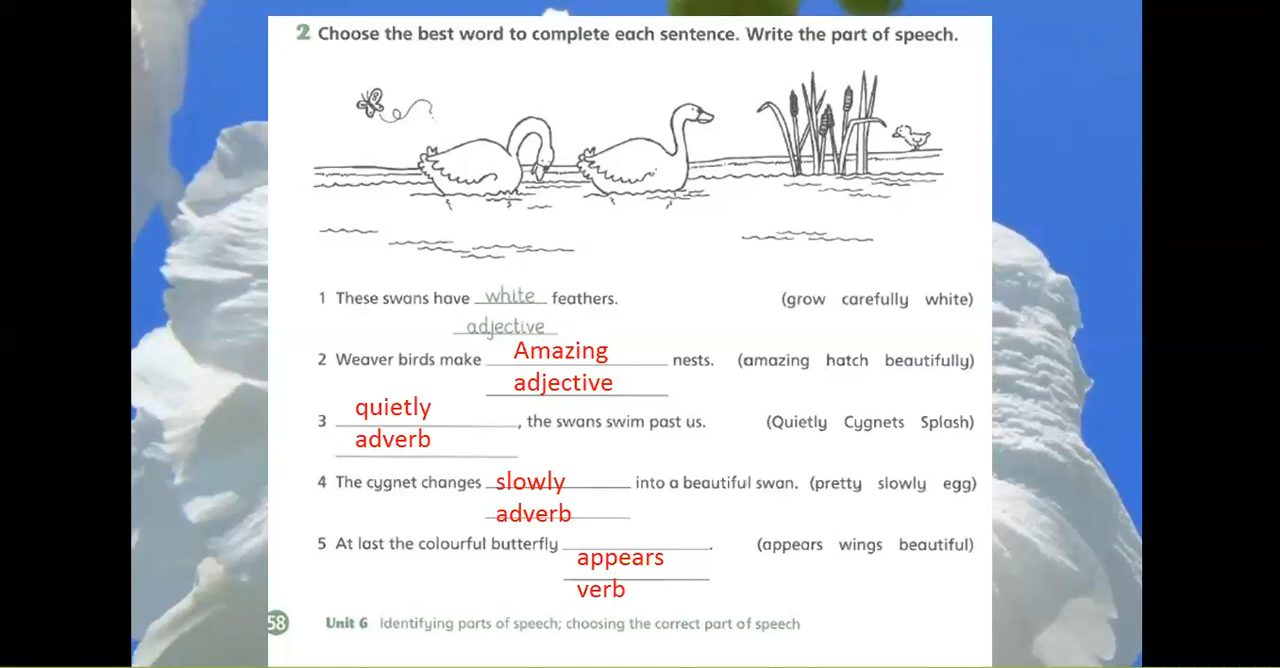 2 Choose the best word to complete each sentence. Write the part of speech.
1 These swans have white feathers. (grow carefully white)
adjective
2 Weaver birds make Amazing nests. (amazing hatch beautifully)
adjective
3 quietly, the swans swim past us. (Quietly Cygnets Splash)
adverb
4 The cygnet changes slowly into a beautiful swan. (pretty slowly egg)
adverb
5 At last the colourful butterfly appears. (appears wings beautiful)
verb
58 Unit 6 Identifying parts of speech; choosing the correct part of speech